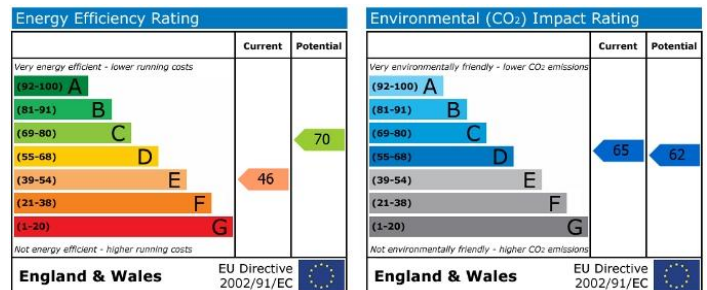 Energy Efficiency Rating
Current Potential
Very energy efficient - lower running costs
(92-100) A
(81-91) B
(69-80) C
70
(55-68) D
(39-54) E
46
(21-38) F
(1-20) G
Not energy efficient - higher running costs
England & Wales
EU Directive
2002/91/EC
Environmental (CO₂) Impact Rating
Current Potential
Very environmentally friendly - lower CO₂ emissions
(92-100) A
(81-91) B
(69-80) C
(55-68) D
65
62
(39-54) E
(21-38) F
(1-20) G
Not environmentally friendly - higher CO₂ emissions
England & Wales
EU Directive
2002/91/EC